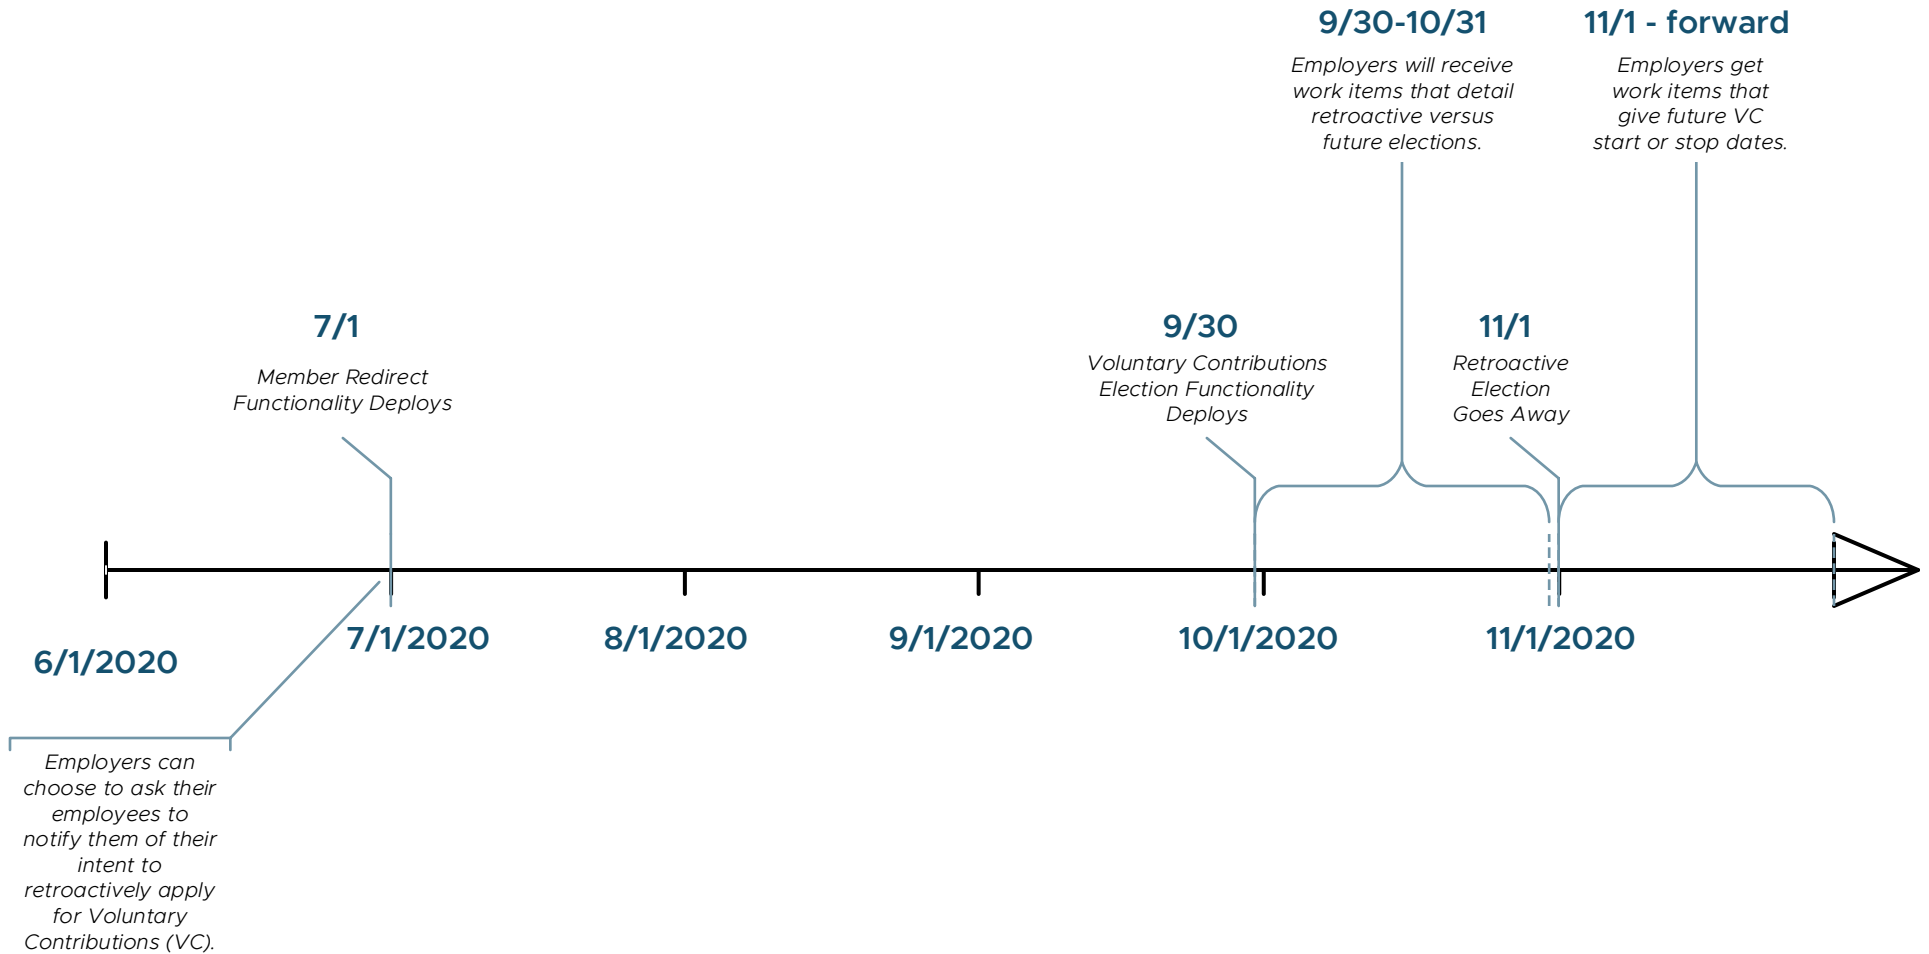 9/30-10/31
Employers will receive
work items that detail
retroactive versus
future elections.
11/1 - forward
Employers get
work items that
give future VC
start or stop dates.
7/1
Member Redirect
Functionality Deploys
9/30
Voluntary Contributions
Election Functionality
Deploys
11/1
Retroactive
Election
Goes Away
6/1/2020
7/1/2020
8/1/2020
9/1/2020
10/1/2020
11/1/2020
Employers can
choose to ask their
employees to
notify them of their
intent to
retroactively apply
for Voluntary
Contributions (VC).